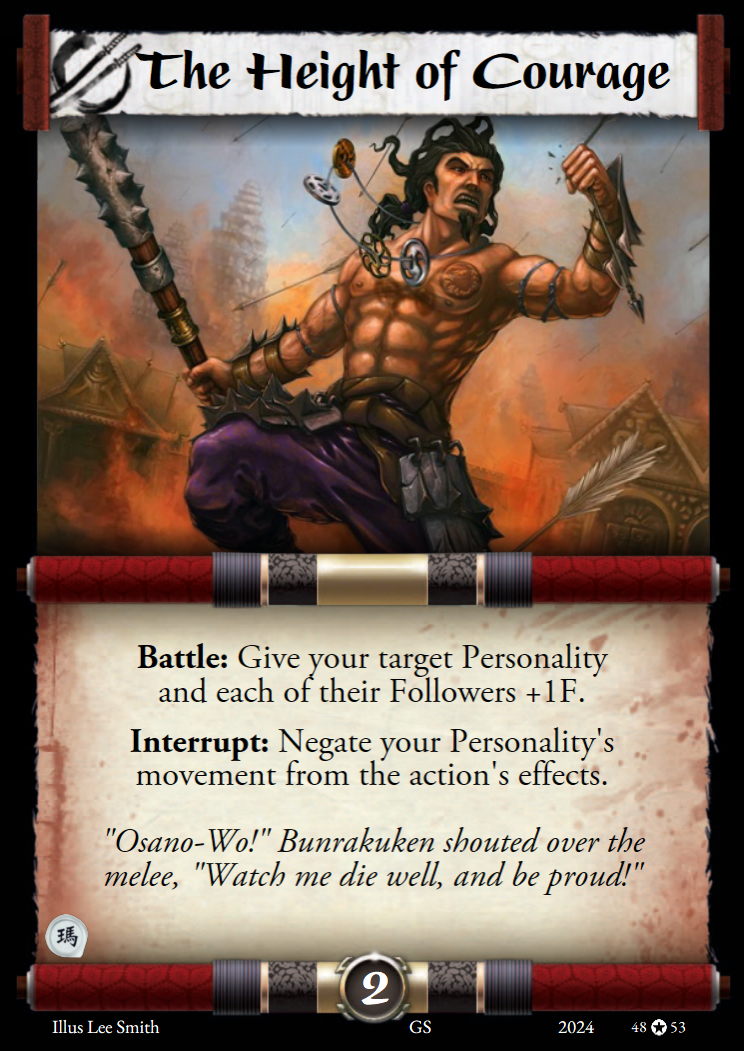 The Height of Courage
Battle: Give your target Personality
and each of their Followers +1F.
Interrupt: Negate your Personality's
movement from the action's effects.
"Osano-Wo!" Bunrakuken shouted over the
melee, "Watch me die well, and be proud!"
瑪
2
Illus Lee Smith GS 2024 48 53